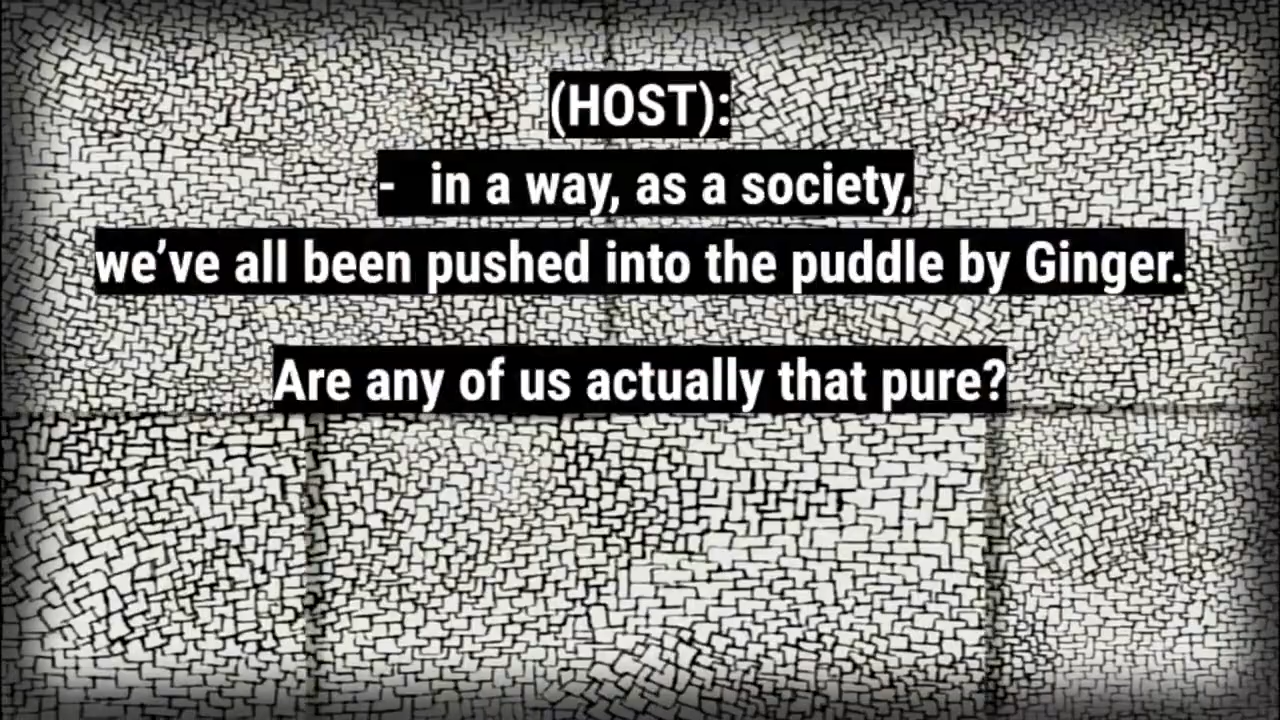 (HOST):
- in a way, as a society,
we’ve all been pushed into the puddle by Ginger.
Are any of us actually that pure?